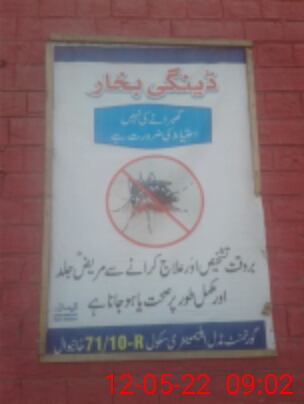 ڈینگی بخار
گھبرانے کی نہیں
احتیاط کی ضرورت ہے
بروقت تشخیص اور علاج کرانے سے مریض جلد
اور مکمل طور پر صحت یاب ہو جاتا ہے
گورنمنٹ ماڈل ایلیمنٹری سکول 71/10-R خانیوال
12-05-22 09:02